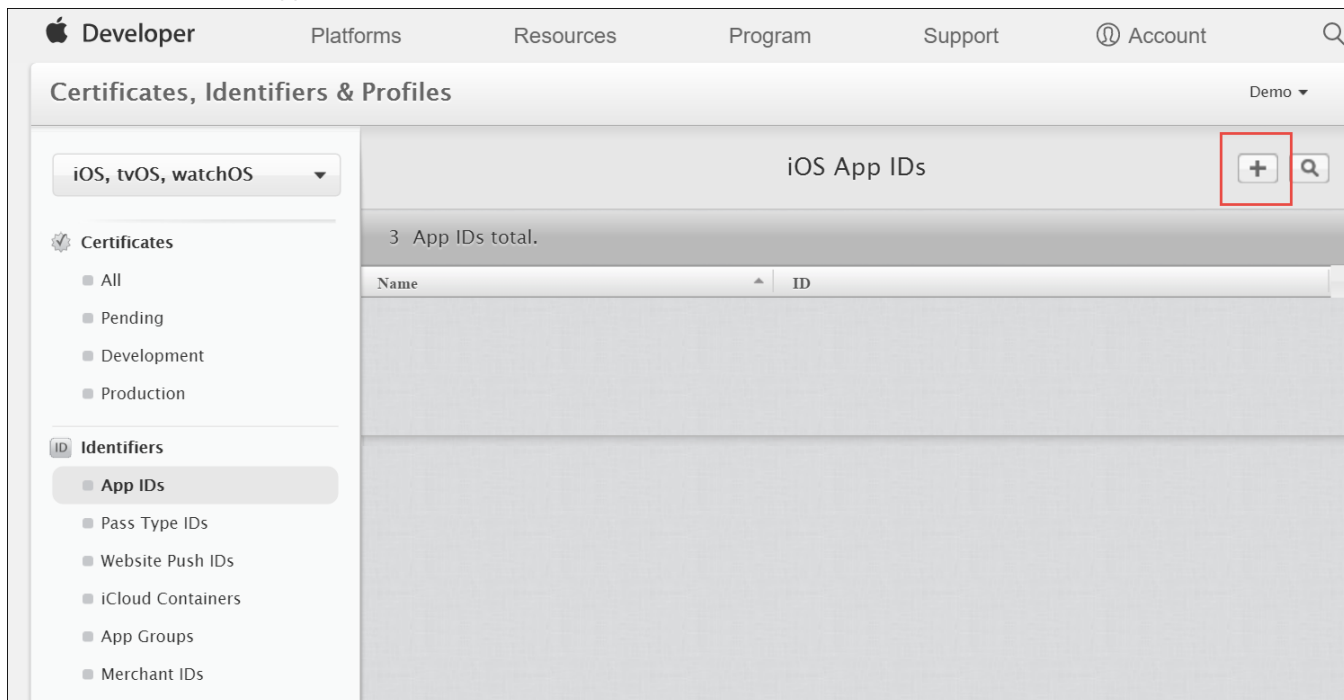 Developer Platforms Resources Program Support Account
Certificates, Identifiers & Profiles Demo
iOS, tvOS, watchOS
iOS App IDs
3 App IDs total.
Name ID
Certificates
All
Pending
Development
Production
ID Identifiers
App IDs
Pass Type IDs
Website Push IDs
iCloud Containers
App Groups
Merchant IDs